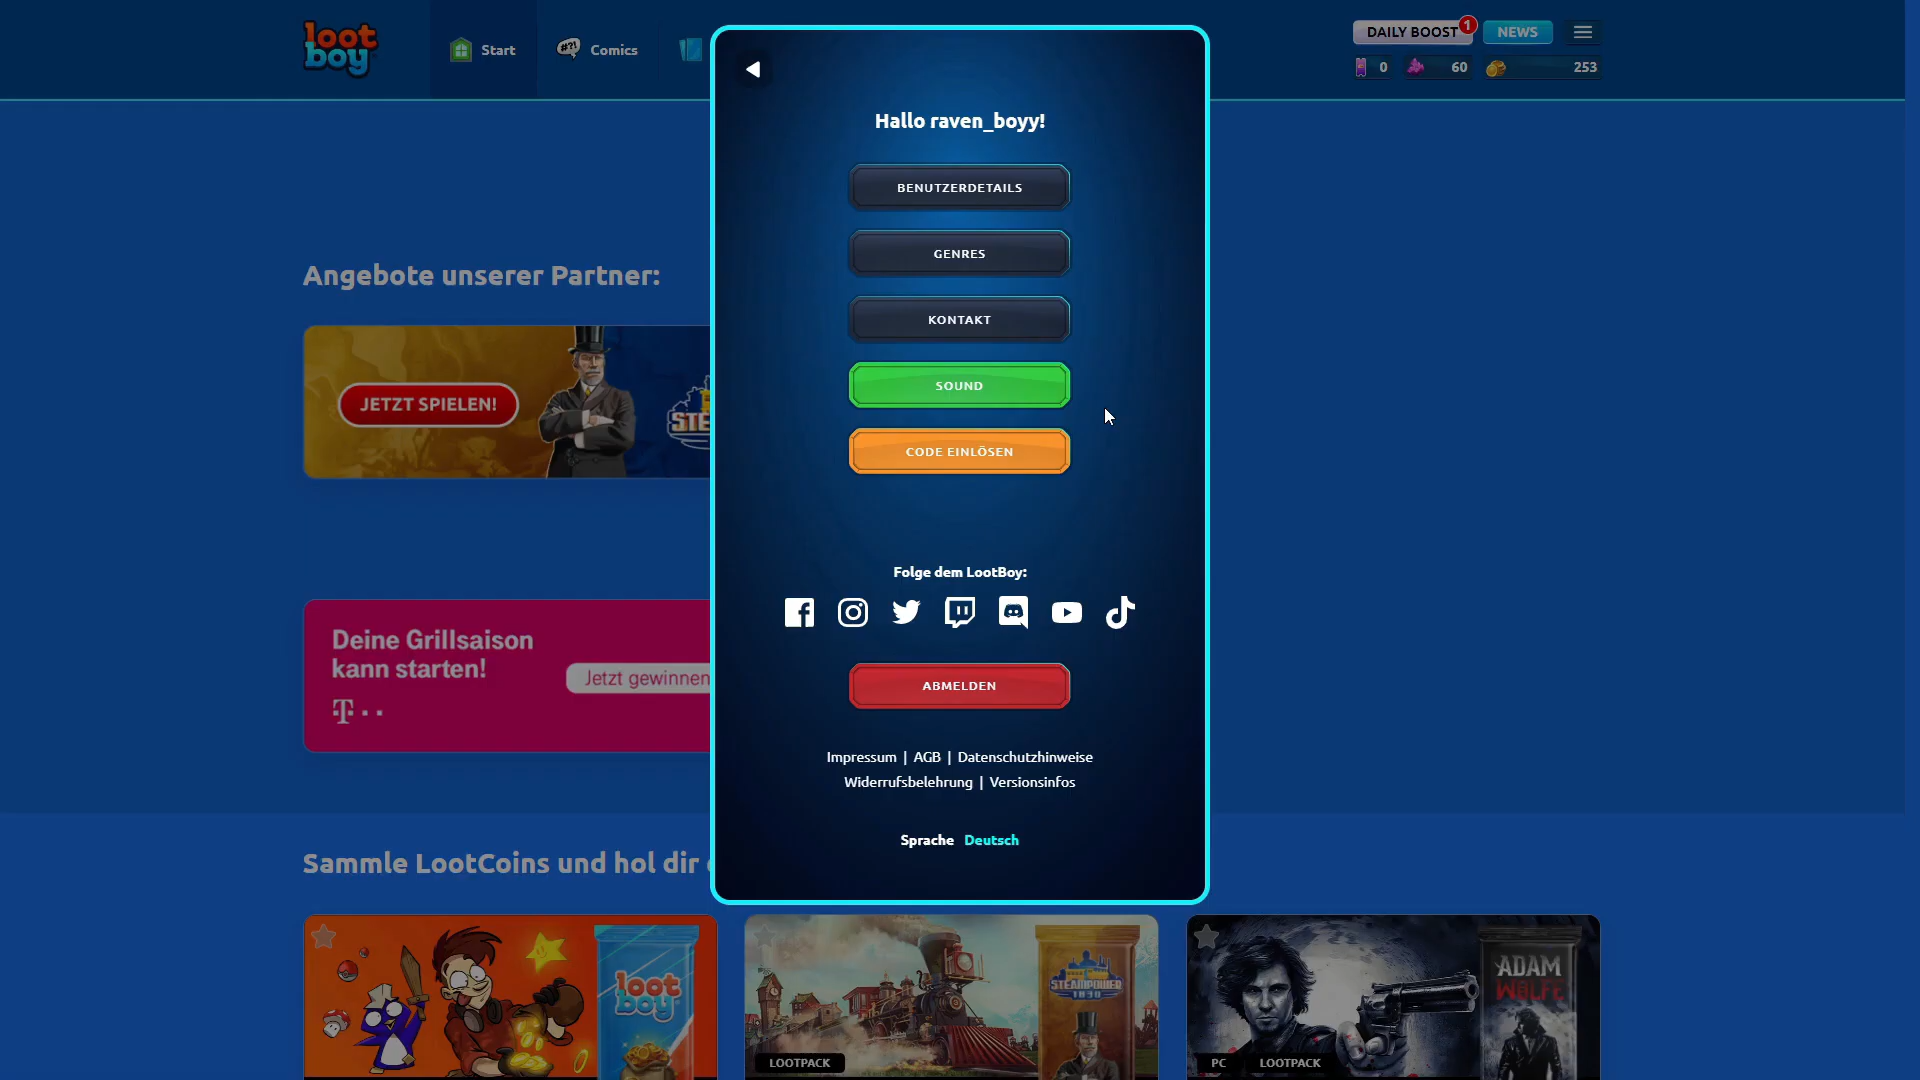 loot
boy
Start
Comics
DAILY BOOST
1
NEWS
0
60
253
Hallo raven_boyy!
BENUTZERDETAILS
GENRES
KONTAKT
SOUND
CODE EINLÖSEN
Folge dem LootBoy:
ABMELDEN
Impressum | AGB | Datenschutzhinweise
Widerrufsbelehrung | Versionsinfos
Sprache Deutsch
Angebote unserer Partner:
JETZT SPIELEN!
Deine Grillsaison
kann starten!
Jetzt gewinnen
T
Sammle LootCoins und hol dir
loot
boy
STEAMPOWER
1830
LOOTPACK
ADAM
WOLFE
PC
LOOTPACK